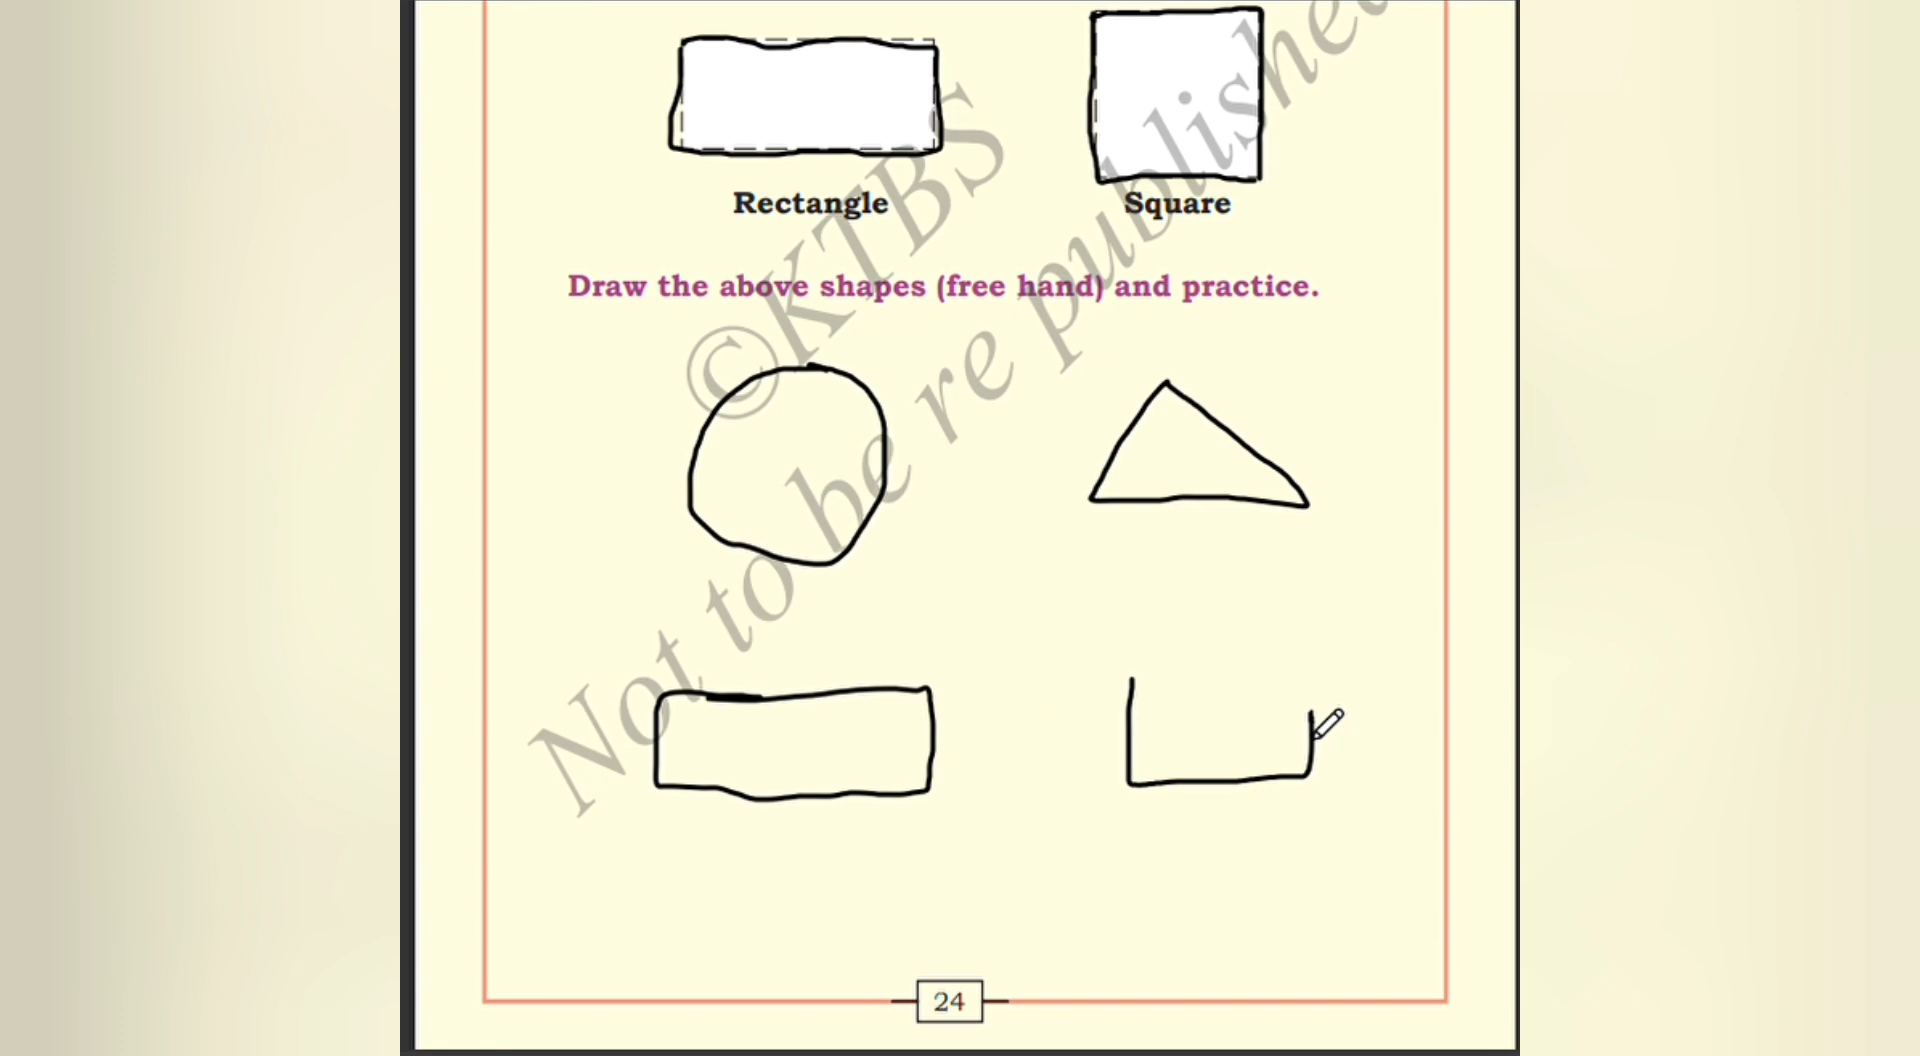 Rectangle
Square
Draw the above shapes (free hand) and practice.
©KTBS
Not to be re published
24